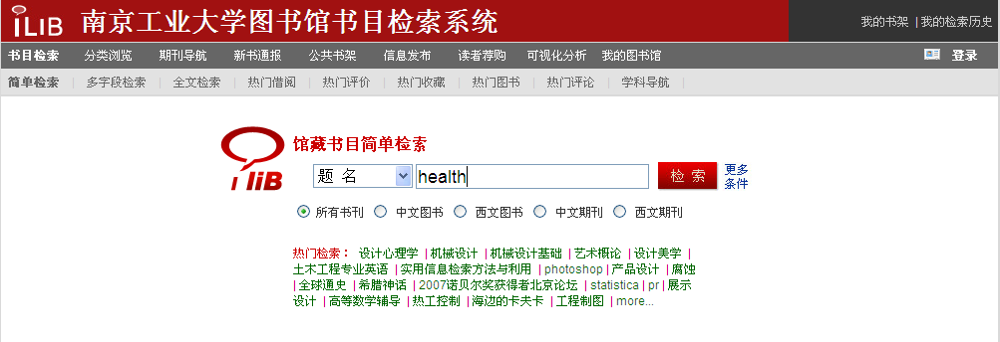 iLIB 南京工业大学图书馆书目检索系统 我的书架 | 我的检索历史
书目检索 分类浏览 期刊导航 新书通报 公共书架 信息发布 读者荐购 可视化分析 我的图书馆 登录
简单检索 | 多字段检索 | 全文检索 | 热门借阅 | 热门评价 | 热门收藏 | 热门图书 | 热门评论 | 学科导航 |
iliB 馆藏书目简单检索
题 名 health 检 索 更多
条件
所有书刊 中文图书 西文图书 中文期刊 西文期刊
热门检索： 设计心理学 | 机械设计 | 机械设计基础 | 艺术概论 | 设计美学 |
土木工程专业英语 | 实用信息检索方法与利用 | photoshop | 产品设计 | 腐蚀
| 全球通史 | 希腊神话 | 2007诺贝尔奖获得者北京论坛 | statistica | pr | 展示
设计 | 高等数学辅导 | 热工控制 | 海边的卡夫卡 | 工程制图 | more...